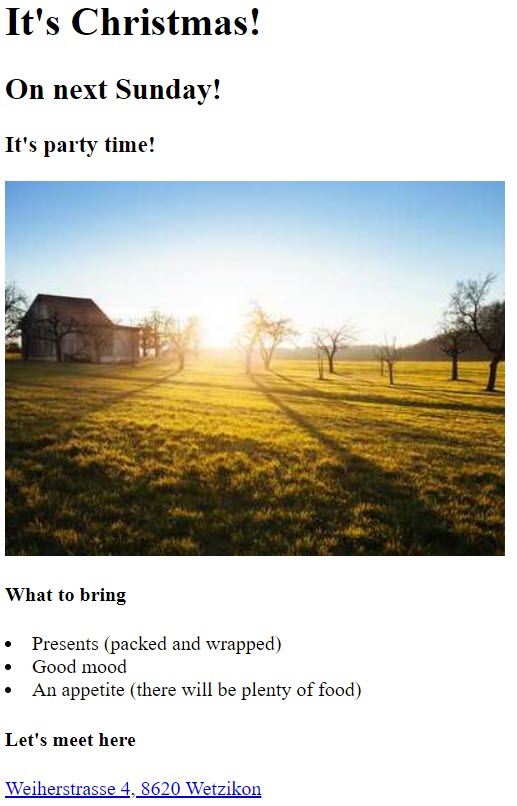 It's Christmas!
On next Sunday!
It's party time!
What to bring
• Presents (packed and wrapped)
• Good mood
• An appetite (there will be plenty of food)
Let's meet here
Weiherstrasse 4, 8620 Wetzikon